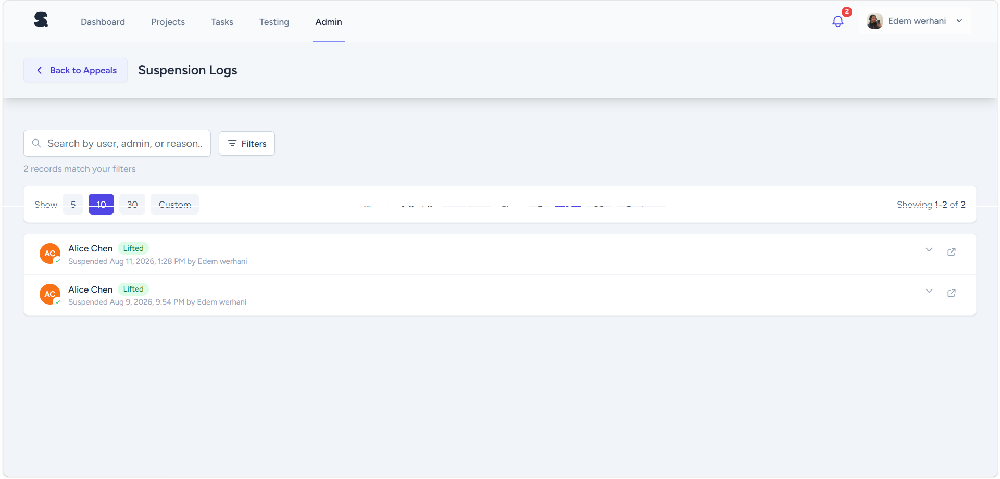 Dashboard Projects Tasks Testing Admin 2 Edem werhani
Back to Appeals Suspension Logs
Search by user, admin, or reason.. Filters
2 records match your filters
Show 5 10 30 Custom Showing 1-2 of 2
AC Alice Chen Lifted
Suspended Aug 11, 2026, 1:28 PM by Edem werhani
AC Alice Chen Lifted
Suspended Aug 9, 2026, 9:54 PM by Edem werhani